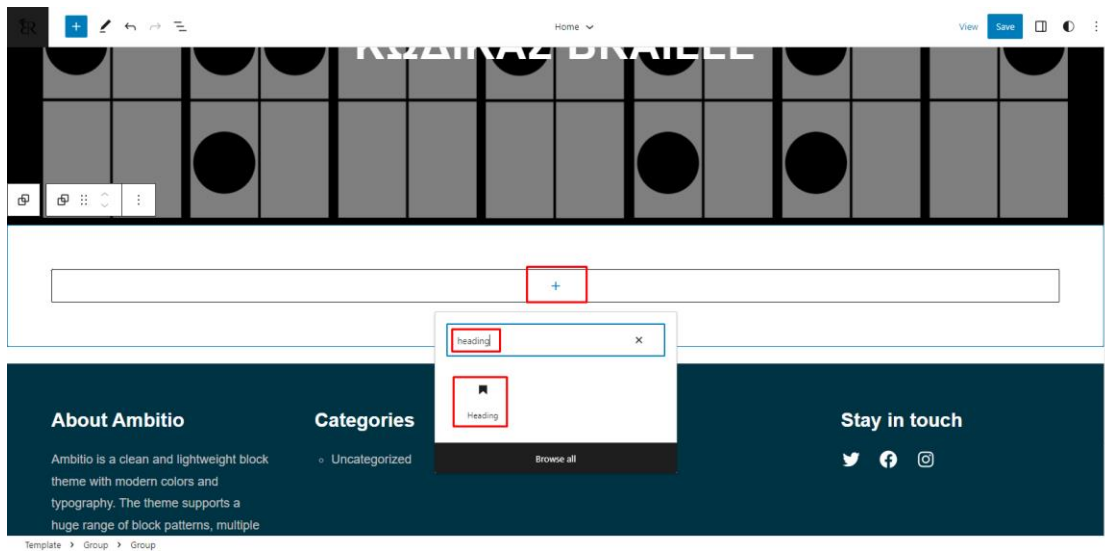 Home
View
Save
ΚΩΔΙΚΑΣ BRAILLE
heading
Heading
Browse all
About Ambitio
Ambitio is a clean and lightweight block
theme with modern colors and
typography. The theme supports a
huge range of block patterns, multiple
Categories
Uncategorized
Stay in touch
Template > Group > Group